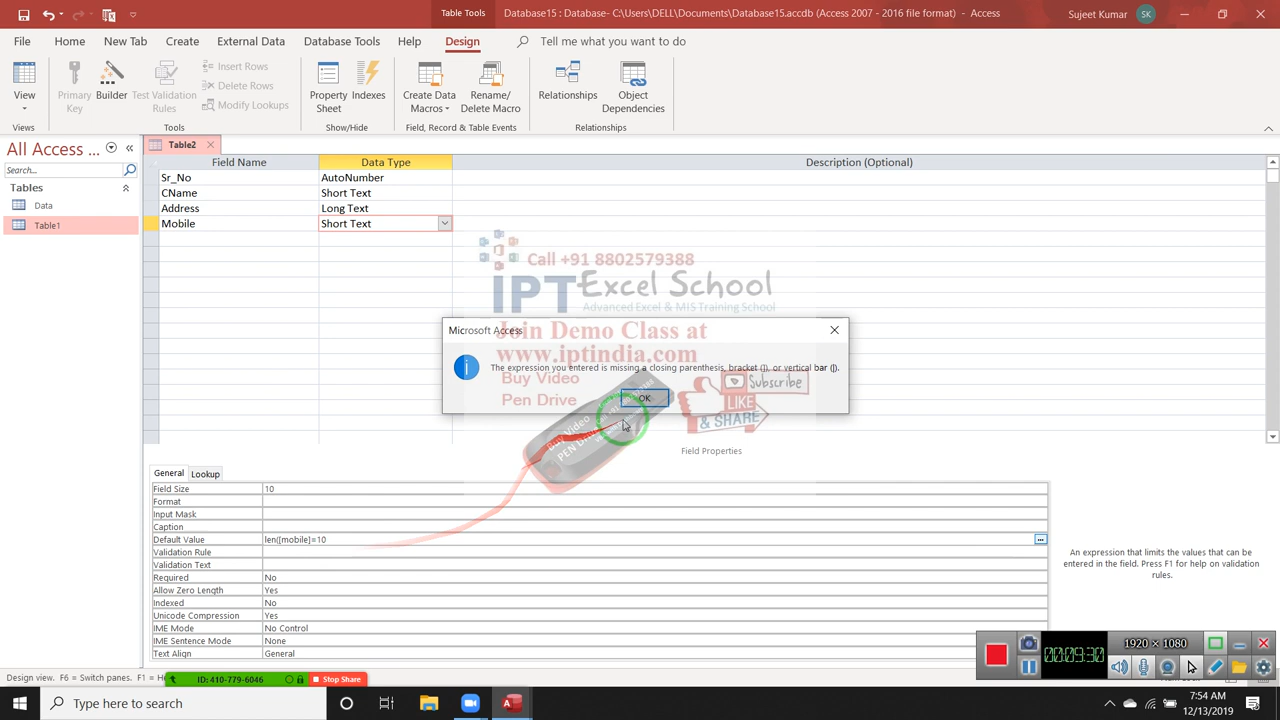 Table Tools
Database15 : Database- C:\Users\DELL\Documents\Database15.accdb (Access 2007 - 2016 file format) - Access
Sujeet Kumar
SK
File
Home
New Tab
Create
External Data
Database Tools
Help
Design
Tell me what you want to do
View
Primary
Key
Builder
Test Validation
Rules
Insert Rows
Delete Rows
Modify Lookups
Property
Sheet
Indexes
Create Data
Macros
Rename/
Delete Macro
Relationships
Object
Dependencies
Views
Tools
Show/Hide
Field, Record & Table Events
Relationships
All Access ...
Search...
Tables
Data
Table1
Table2
Field Name
Data Type
Description (Optional)
Sr_No
AutoNumber
CName
Short Text
Address
Long Text
Mobile
Short Text
Call +91 8802579388
IPT Excel School
Advanced Excel & MIS Training School
Join Demo Class at
www.iptindia.com
Buy Video
Pen Drive
Subscribe
LIKE
& SHARE
Microsoft Access
The expression you entered is missing a closing parenthesis, bracket (]), or vertical bar (|).
OK
Field Properties
General
Lookup
Field Size
10
Format
Input Mask
Caption
Default Value
len([mobile]=10
Validation Rule
Validation Text
Required
No
Allow Zero Length
Yes
Indexed
No
Unicode Compression
Yes
IME Mode
No Control
IME Sentence Mode
None
Text Align
General
An expression that limits the values that can be
entered in the field. Press F1 for help on validation
rules.
1920 × 1080
00:09:30
Design view. F6 = Switch panes. F1 = He
ID: 410-779-6046
Stop Share
Type here to search
7:54 AM
12/13/2019